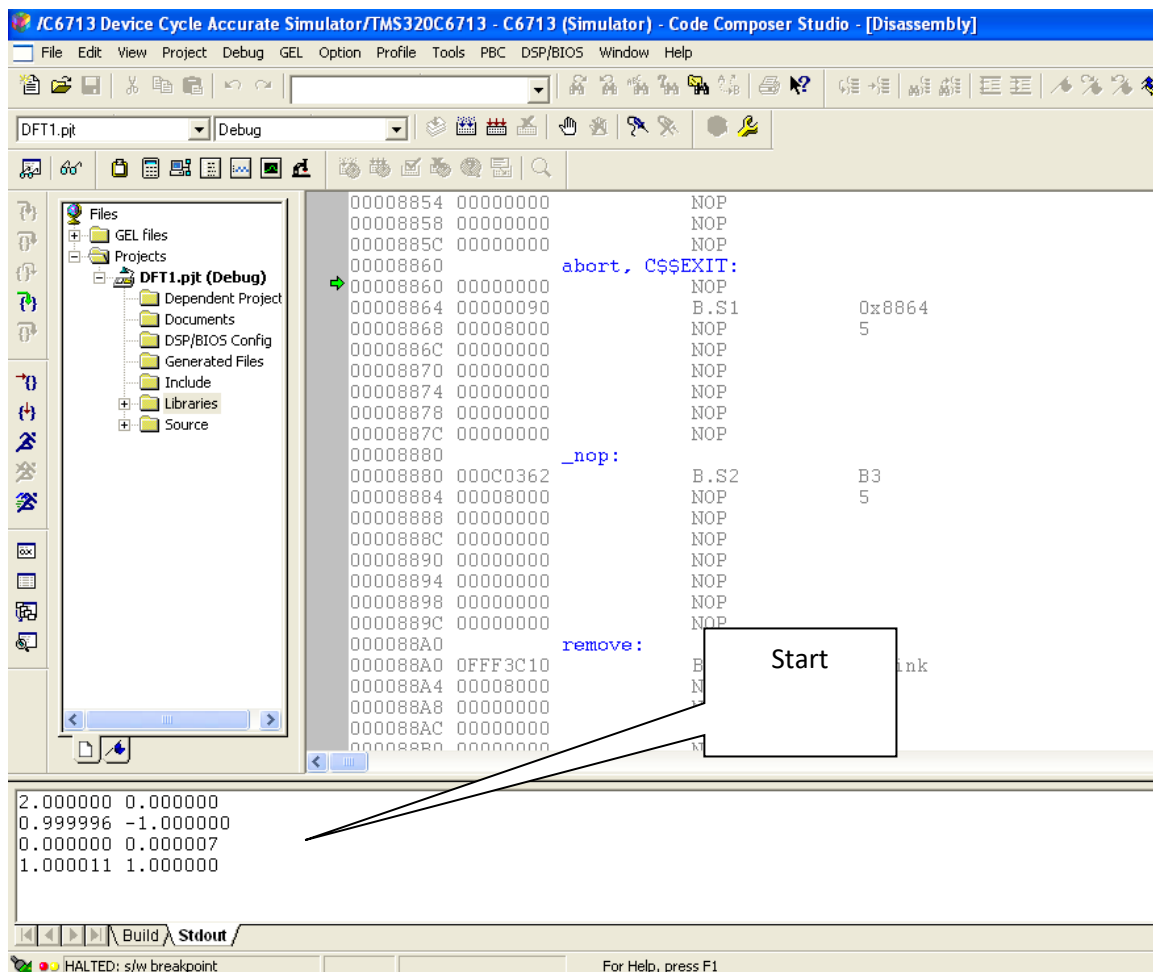 /C6713 Device Cycle Accurate Simulator/TMS320C6713 - C6713 (Simulator) - Code Composer Studio - [Disassembly]
File Edit View Project Debug GEL Option Profile Tools PBC DSP/BIOS Window Help
DFT1.pjt Debug
Files
GEL files
Projects
DFT1.pjt (Debug)
Dependent Project
Documents
DSP/BIOS Config
Generated Files
Include
Libraries
Source
00008854 00000000 NOP
00008858 00000000 NOP
0000885C 00000000 NOP
00008860 abort, C$$EXIT:
00008860 00000000 NOP
00008864 00000090 B.S1 0x8864
00008868 00008000 NOP 5
0000886C 00000000 NOP
00008870 00000000 NOP
00008874 00000000 NOP
00008878 00000000 NOP
0000887C 00000000 NOP
00008880 _nop:
00008880 000C0362 B.S2 B3
00008884 00008000 NOP 5
00008888 00000000 NOP
0000888C 00000000 NOP
00008890 00000000 NOP
00008894 00000000 NOP
00008898 00000000 NOP
0000889C 00000000 NOP
000088A0 remove:
000088A0 0FFF3C10 B ink
000088A4 00008000 N
000088A8 00000000
000088AC 00000000
000088B0 00000000 N
Start
2.000000 0.000000
0.999996 -1.000000
0.000000 0.000007
1.000011 1.000000
Build Stdout
HALTED: s/w breakpoint For Help, press F1